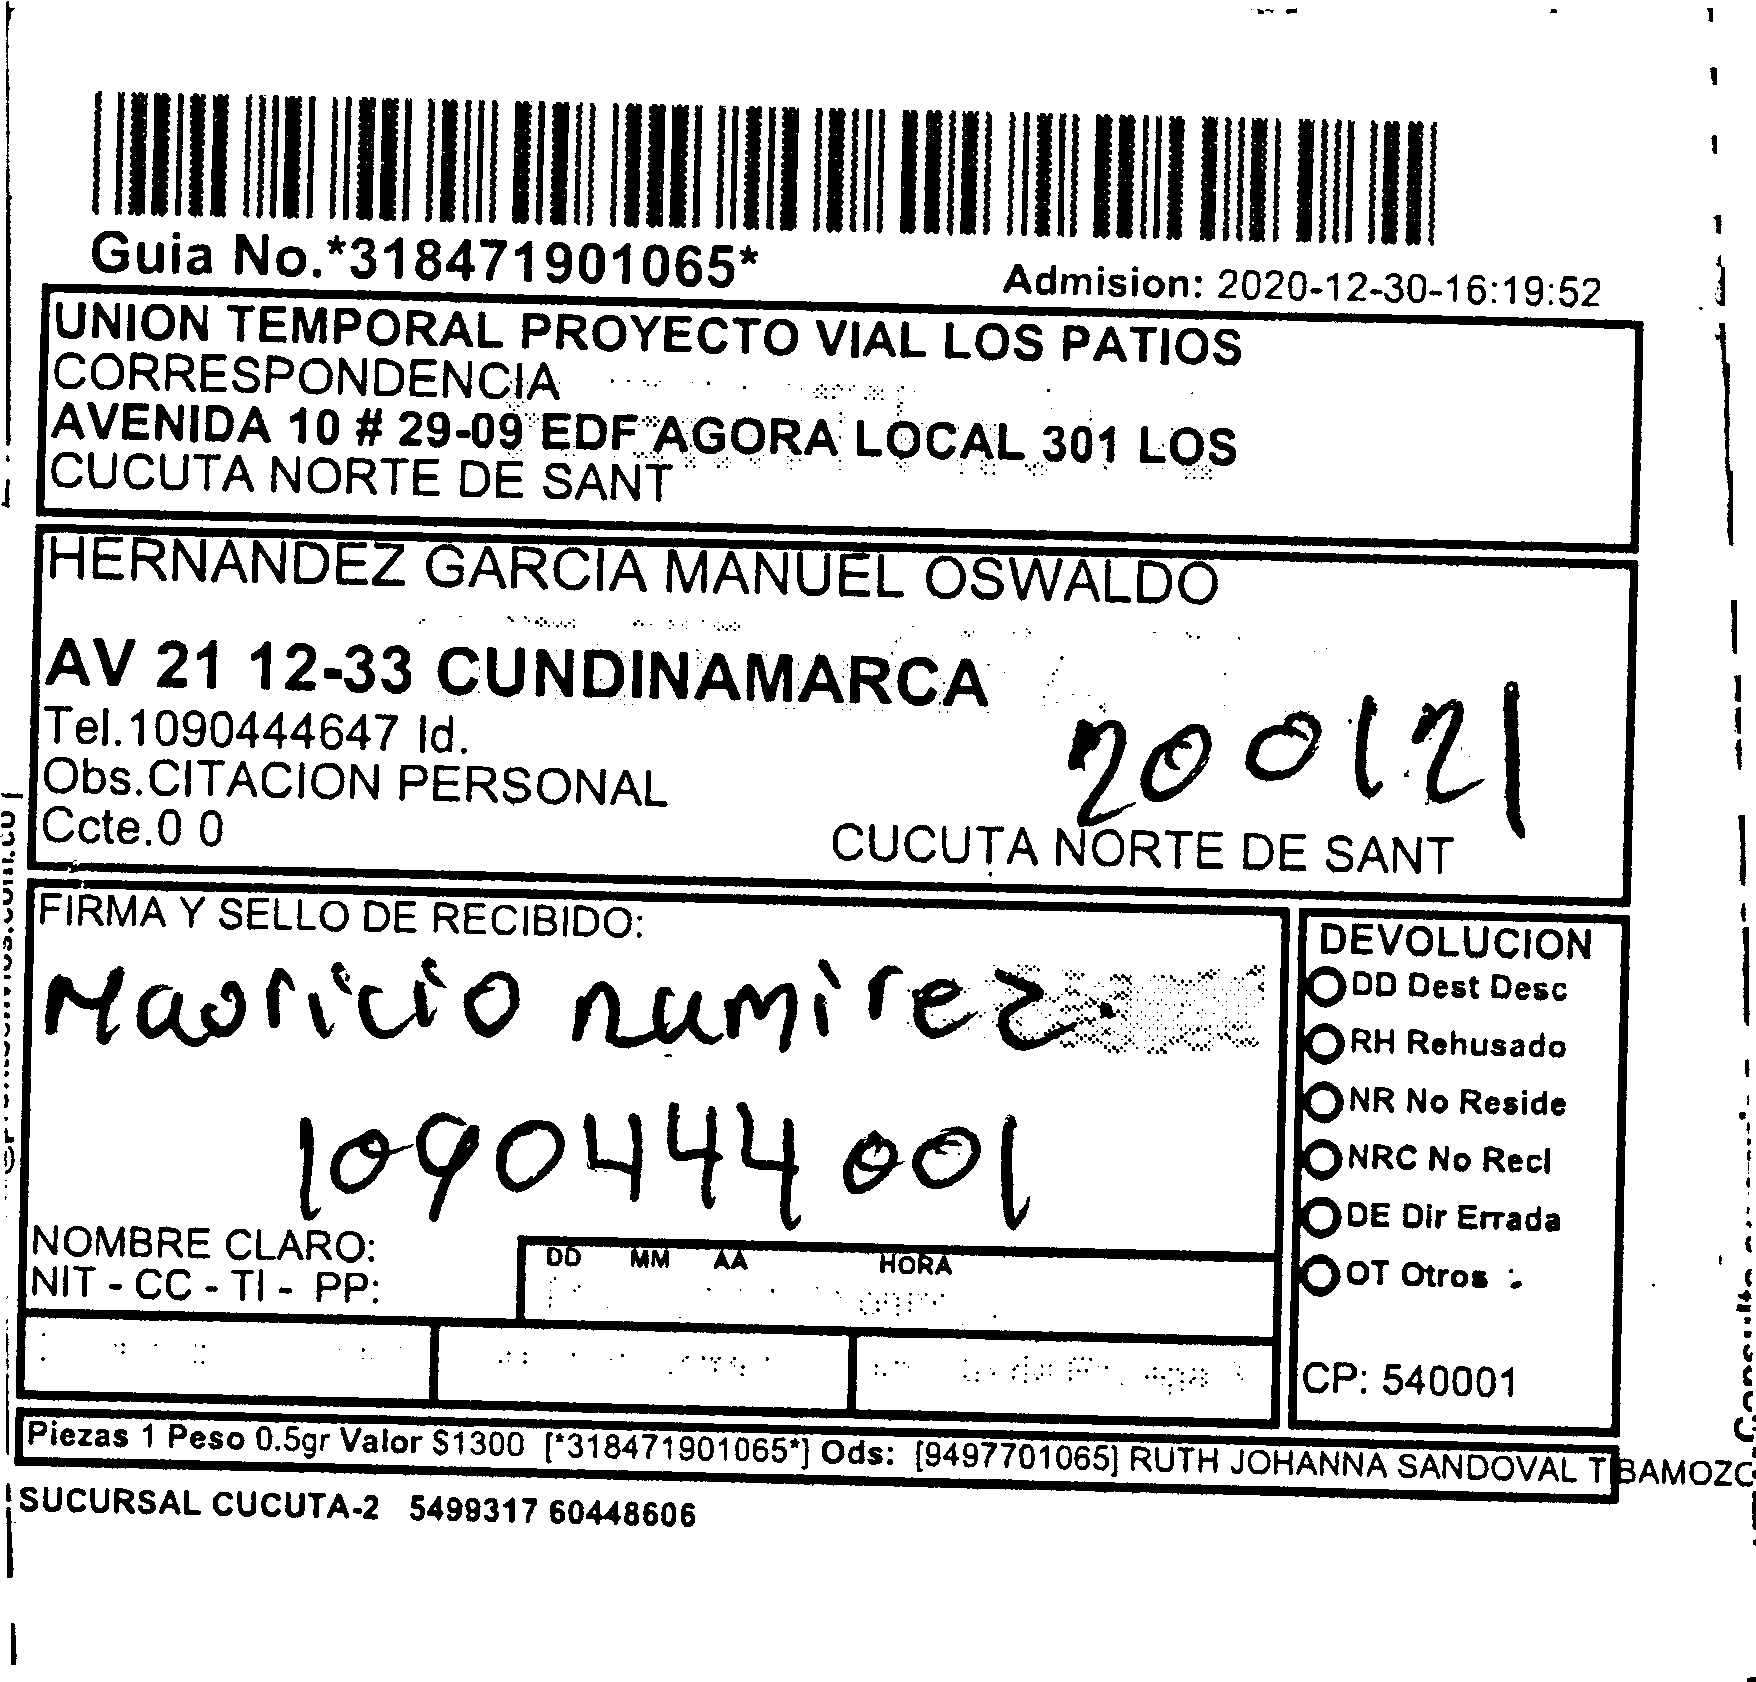 Guia No.*318471901065*
Admision: 2020-12-30-16:19:52
UNION TEMPORAL PROYECTO VIAL LOS PATIOS
CORRESPONDENCIA
AVENIDA 10 # 29-09 EDF AGORA LOCAL 301 LOS
CUCUTA NORTE DE SANT
HERNANDEZ GARCIA MANUEL OSWALDO
AV 21 12-33 CUNDINAMARCA
Tel.1090444647 Id.
Obs.CITACION PERSONAL
Ccte.0 0
200121
CUCUTA NORTE DE SANT
FIRMA Y SELLO DE RECIBIDO:
Mauricio Ramirez.
1090444001
NOMBRE CLARO:
NIT - CC - TI - PP:
DD MM AA HORA
DEVOLUCION
DD Dest Desc
RH Rehusado
NR No Reside
NRC No Recl
DE Dir Errada
OT Otros
CP: 540001
Piezas 1 Peso 0.5gr Valor $1300 [*318471901065*] Ods: [9497701065] RUTH JOHANNA SANDOVAL TIBAMOZO
SUCURSAL CUCUTA-2 5499317 60448606